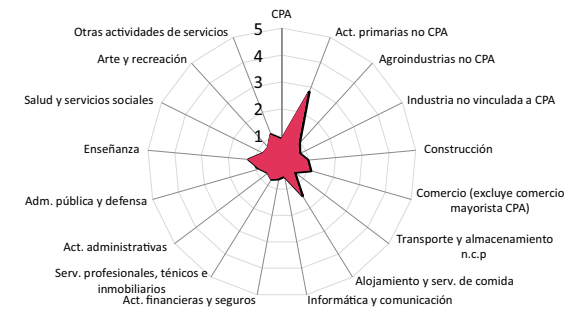 CPA
Otras actividades de servicios
5
Act. primarias no CPA
Arte y recreación
4
Agroindustrias no CPA
3
Salud y servicios sociales
Industria no vinculada a CPA
2
1
Enseñanza
Construcción
Adm. pública y defensa
Comercio (excluye comercio
mayorista CPA)
Act. administrativas
Transporte y almacenamiento
n.c.p
Serv. profesionales, ténicos e
inmobiliarios
Alojamiento y serv. de comida
Act. financieras y seguros
Informática y comunicación